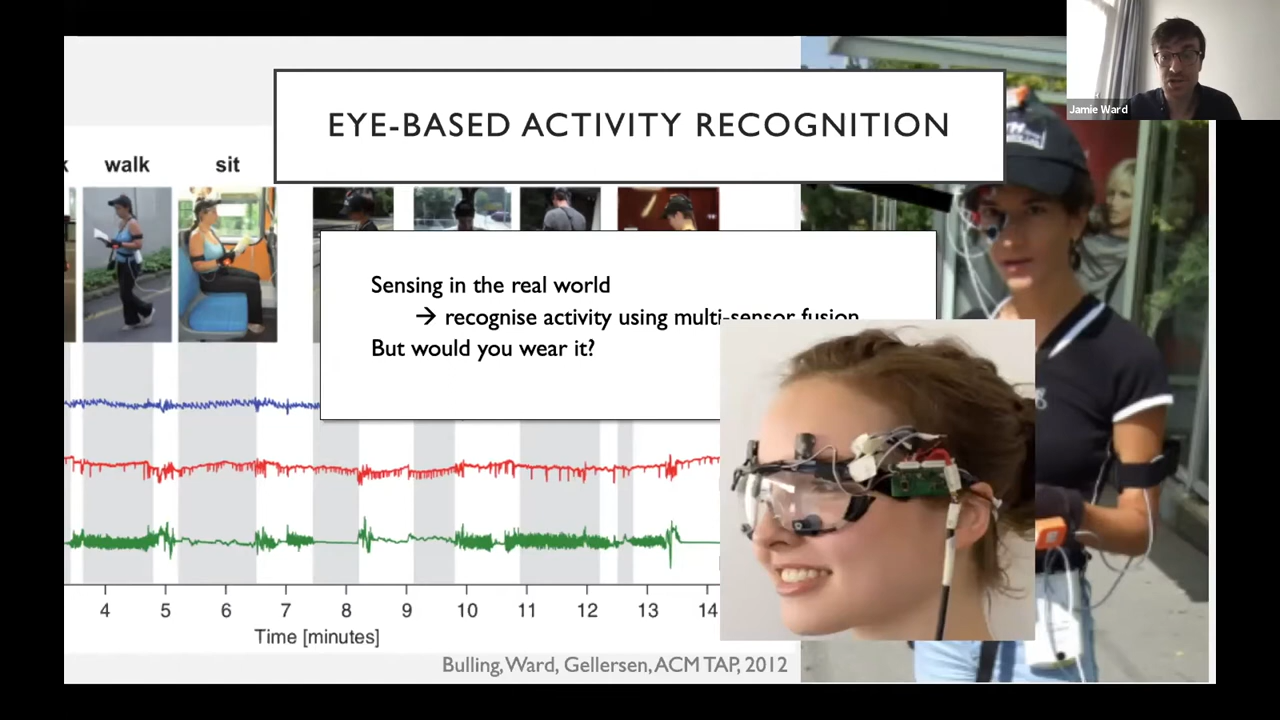 Jamie Ward
EYE-BASED ACTIVITY RECOGNITION
walk sit
Sensing in the real world
→ recognise activity using multi-sensor fusion
But would you wear it?
4 5 6 7 8 9 10 11 12 13 14
Time [minutes]
Bulling, Ward, Gellersen, ACM TAP, 2012